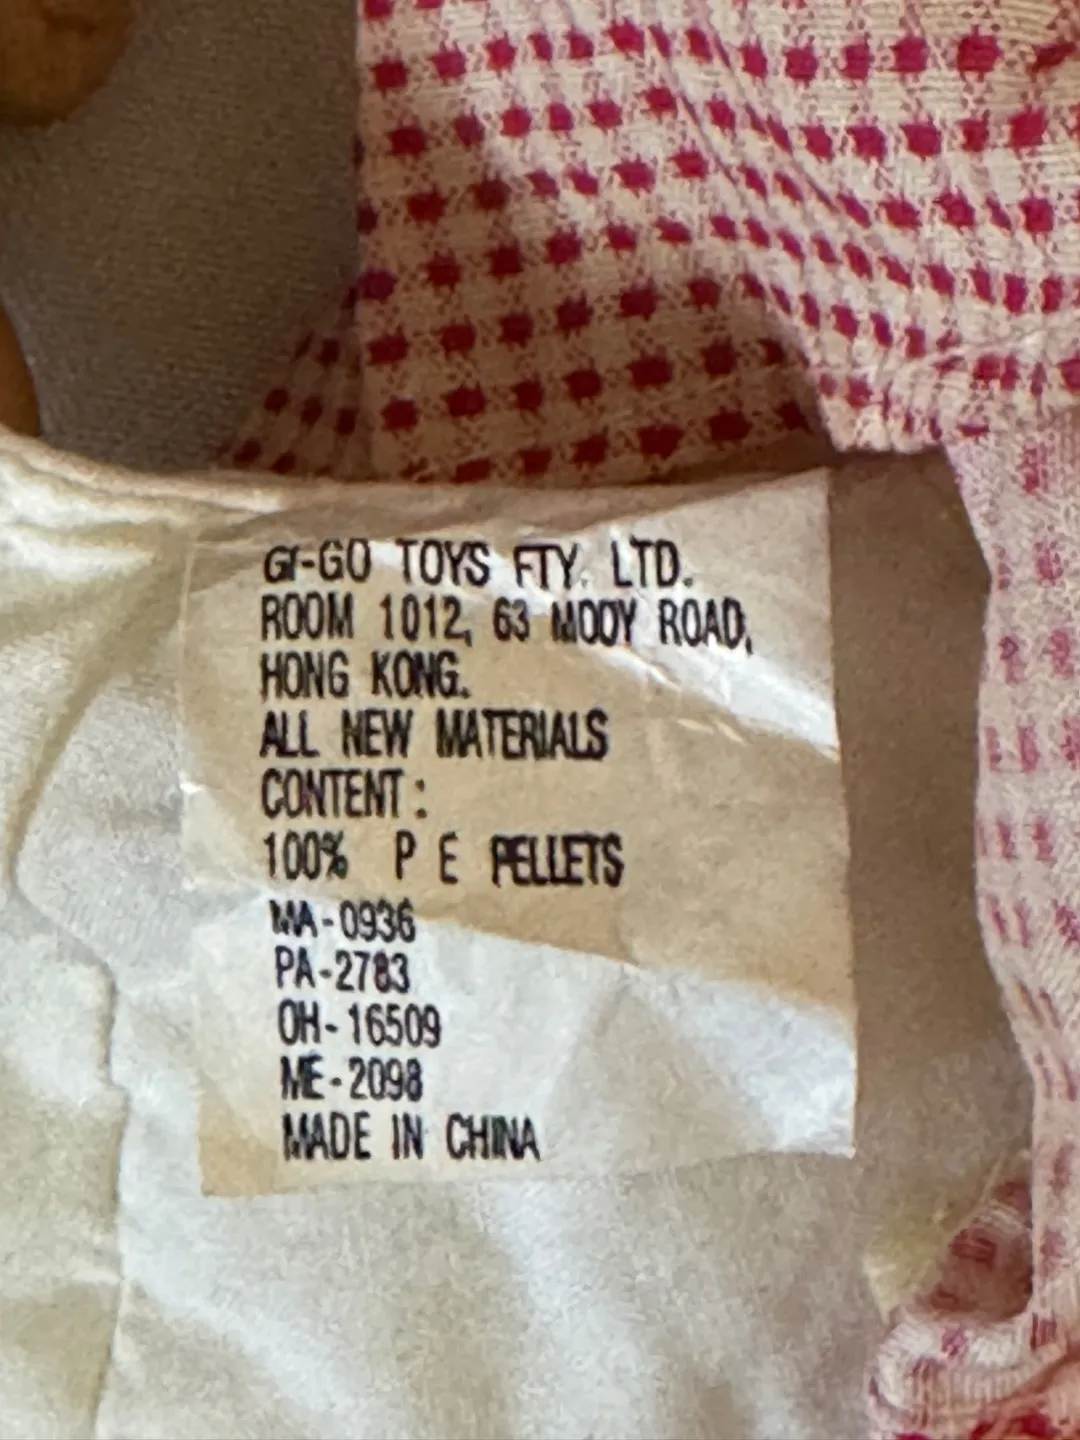 GI-GO TOYS FTY. LTD.
ROOM 1012, 63 MODY ROAD,
HONG KONG.
ALL NEW MATERIALS
CONTENT :
100% P E PELLETS
MA-0936
PA-2783
OH-16509
ME-2098
MADE IN CHINA